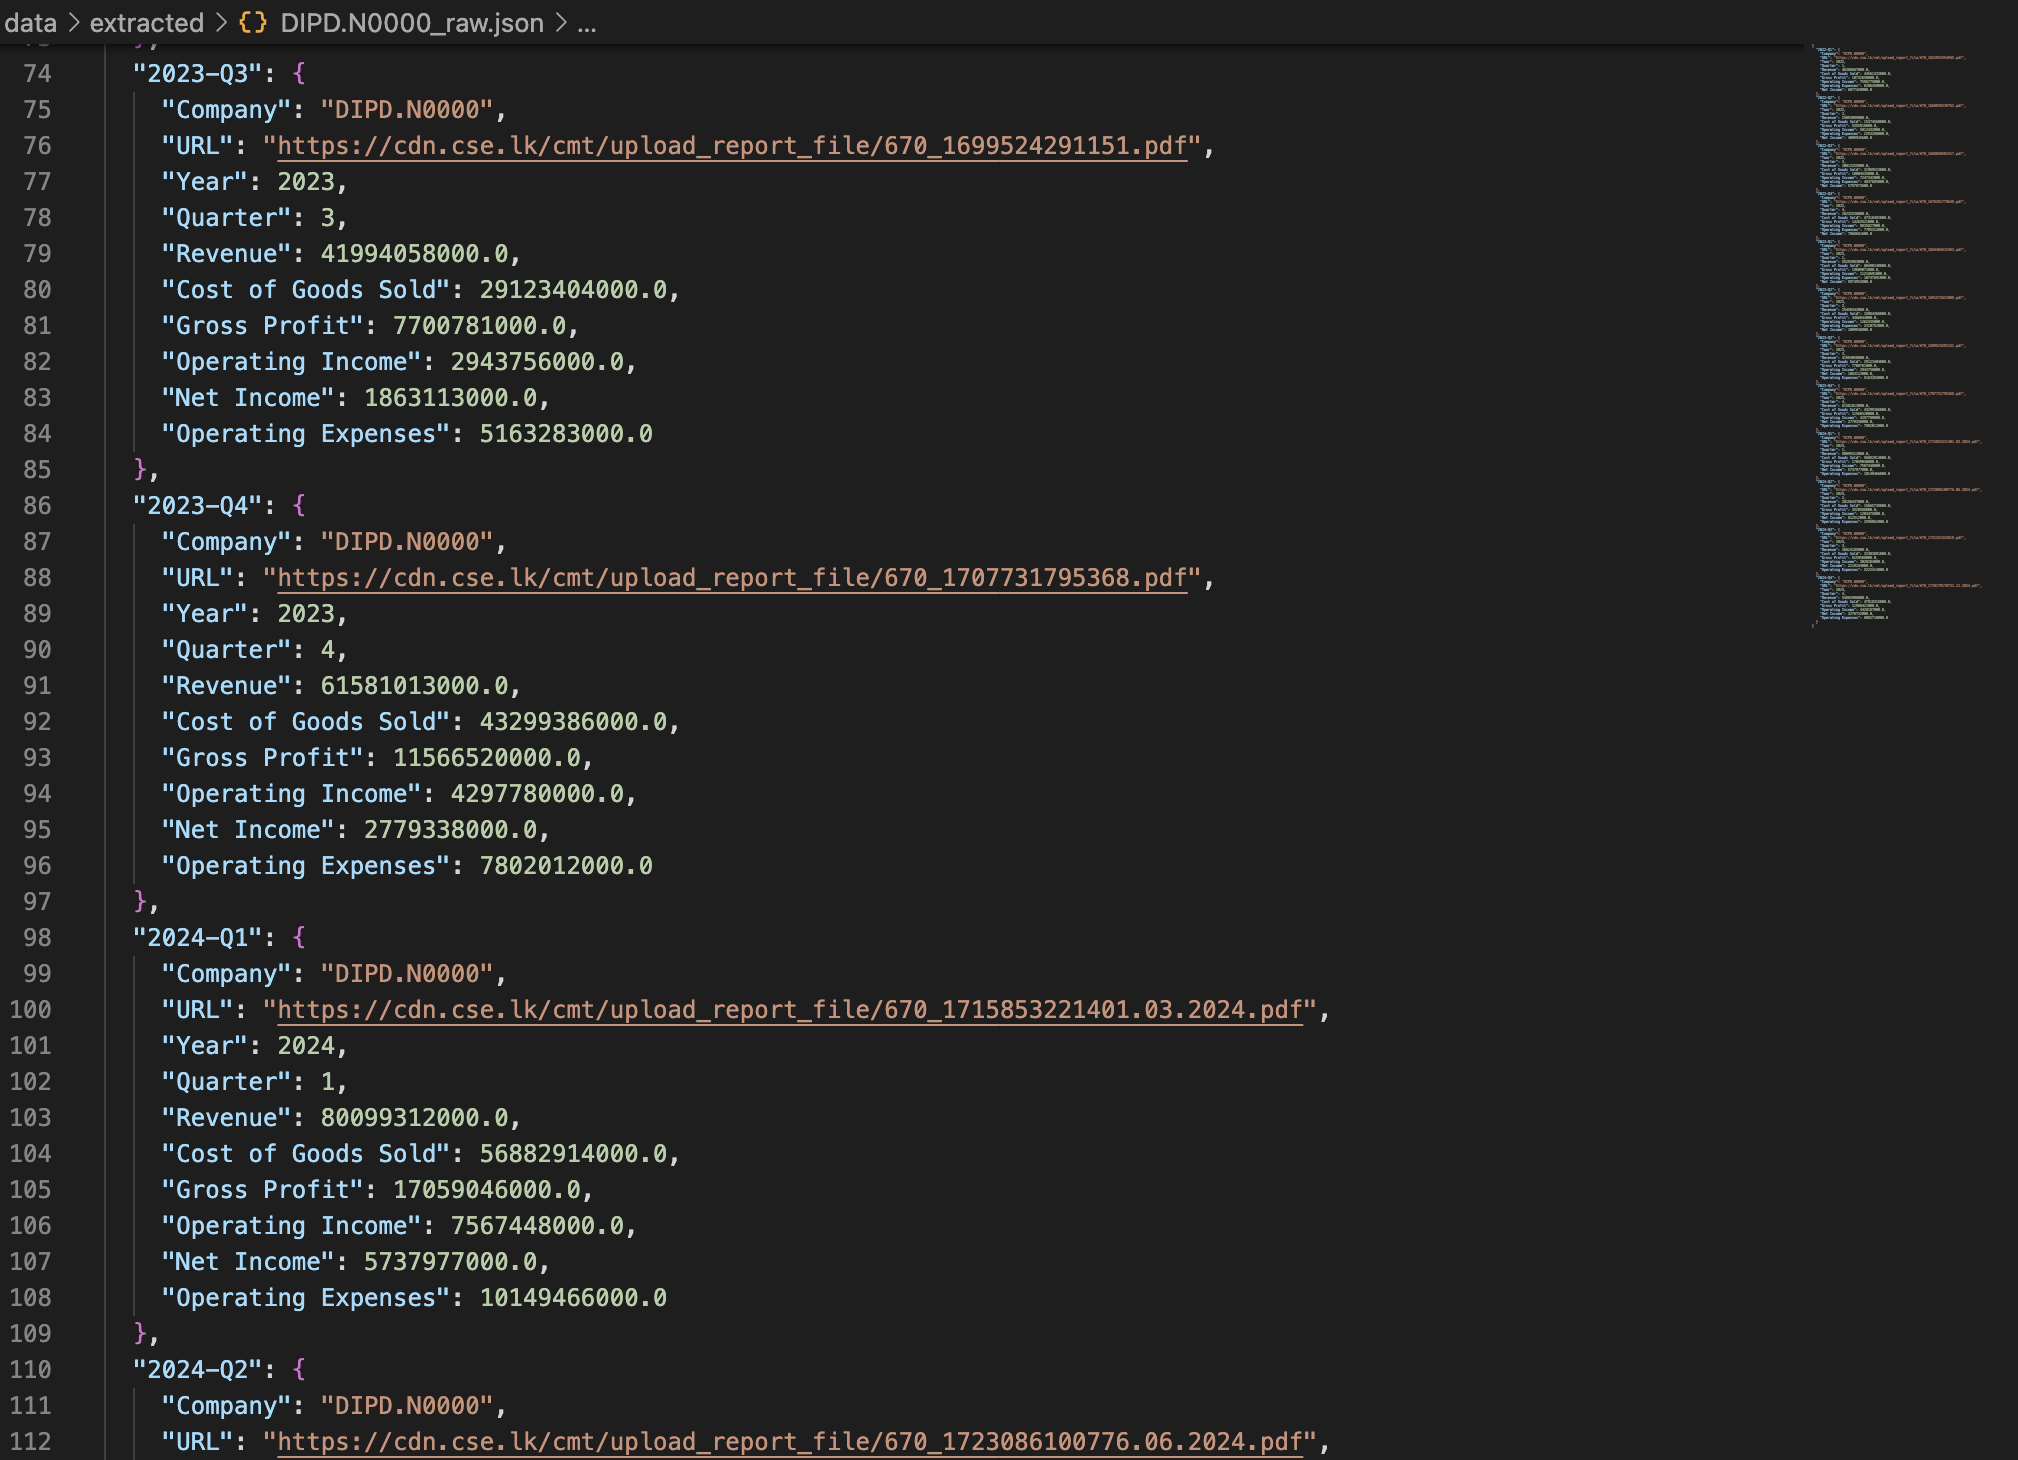 data > extracted > {} DIPD.N0000_raw.json > ...
74 "2023-Q3": {
75 "Company": "DIPD.N0000",
76 "URL": "https://cdn.cse.lk/cmt/upload_report_file/670_1699524291151.pdf",
77 "Year": 2023,
78 "Quarter": 3,
79 "Revenue": 41994058000.0,
80 "Cost of Goods Sold": 29123404000.0,
81 "Gross Profit": 7700781000.0,
82 "Operating Income": 2943756000.0,
83 "Net Income": 1863113000.0,
84 "Operating Expenses": 5163283000.0
85 },
86 "2023-Q4": {
87 "Company": "DIPD.N0000",
88 "URL": "https://cdn.cse.lk/cmt/upload_report_file/670_1707731795368.pdf",
89 "Year": 2023,
90 "Quarter": 4,
91 "Revenue": 61581013000.0,
92 "Cost of Goods Sold": 43299386000.0,
93 "Gross Profit": 11566520000.0,
94 "Operating Income": 4297780000.0,
95 "Net Income": 2779338000.0,
96 "Operating Expenses": 7802012000.0
97 },
98 "2024-Q1": {
99 "Company": "DIPD.N0000",
100 "URL": "https://cdn.cse.lk/cmt/upload_report_file/670_1715853221401.03.2024.pdf",
101 "Year": 2024,
102 "Quarter": 1,
103 "Revenue": 80099312000.0,
104 "Cost of Goods Sold": 56882914000.0,
105 "Gross Profit": 17059046000.0,
106 "Operating Income": 7567448000.0,
107 "Net Income": 5737977000.0,
108 "Operating Expenses": 10149466000.0
109 },
110 "2024-Q2": {
111 "Company": "DIPD.N0000",
112 "URL": "https://cdn.cse.lk/cmt/upload_report_file/670_1723086100776.06.2024.pdf",